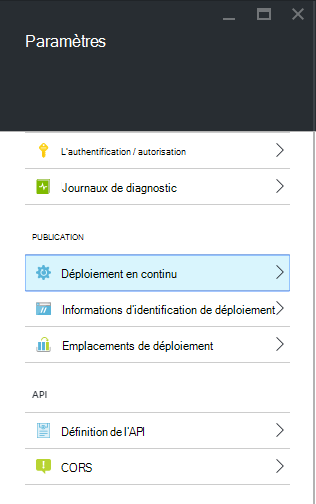 Paramètres
L'authentification / autorisation
Journaux de diagnostic
PUBLICATION
Déploiement en continu
Informations d'identification de déploiement
Emplacements de déploiement
API
Définition de l'API
CORS